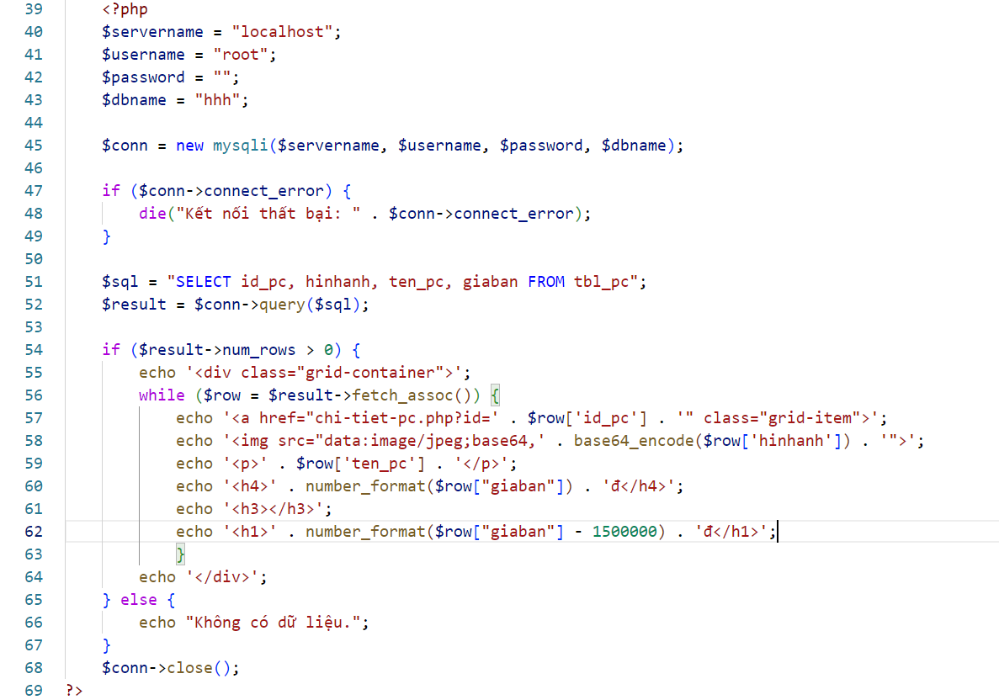 39 <?php
40 $servername = "localhost";
41 $username = "root";
42 $password = "";
43 $dbname = "hhh";
44
45 $conn = new mysqli($servername, $username, $password, $dbname);
46
47 if ($conn->connect_error) {
48 die("Kết nối thất bại: " . $conn->connect_error);
49 }
50
51 $sql = "SELECT id_pc, hinhanh, ten_pc, giaban FROM tbl_pc";
52 $result = $conn->query($sql);
53
54 if ($result->num_rows > 0) {
55 echo '<div class="grid-container">';
56 while ($row = $result->fetch_assoc()) {
57 echo '<a href="chi-tiet-pc.php?id=' . $row['id_pc'] . '" class="grid-item">';
58 echo '<img src="data:image/jpeg;base64,' . base64_encode($row['hinhanh']) . '">';
59 echo '<p>' . $row['ten_pc'] . '</p>';
60 echo '<h4>' . number_format($row["giaban"]) . 'đ</h4>';
61 echo '<h3></h3>';
62 echo '<h1>' . number_format($row["giaban"] - 1500000) . 'đ</h1>';
63 }
64 echo '</div>';
65 } else {
66 echo "Không có dữ liệu.";
67 }
68 $conn->close();
69 ?>